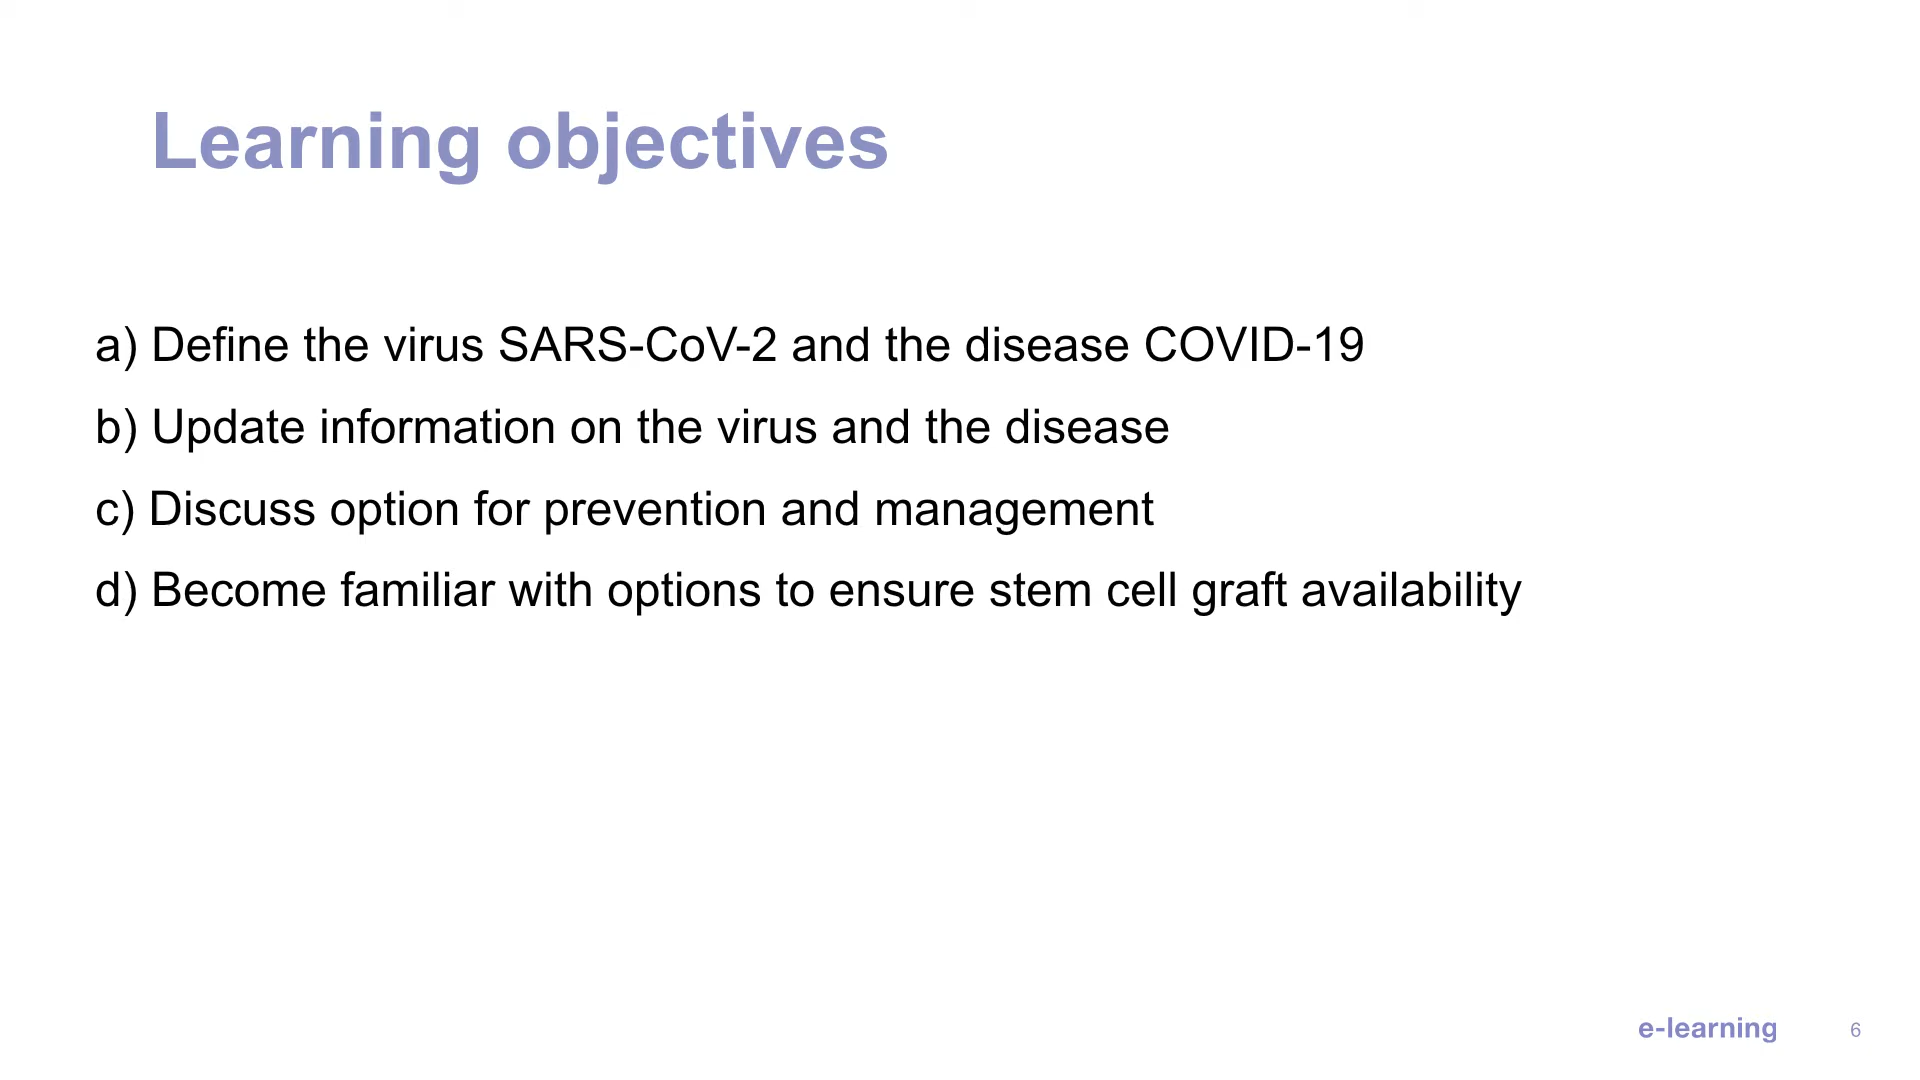 Learning objectives
a) Define the virus SARS-CoV-2 and the disease COVID-19
b) Update information on the virus and the disease
c) Discuss option for prevention and management
d) Become familiar with options to ensure stem cell graft availability
e-learning 6